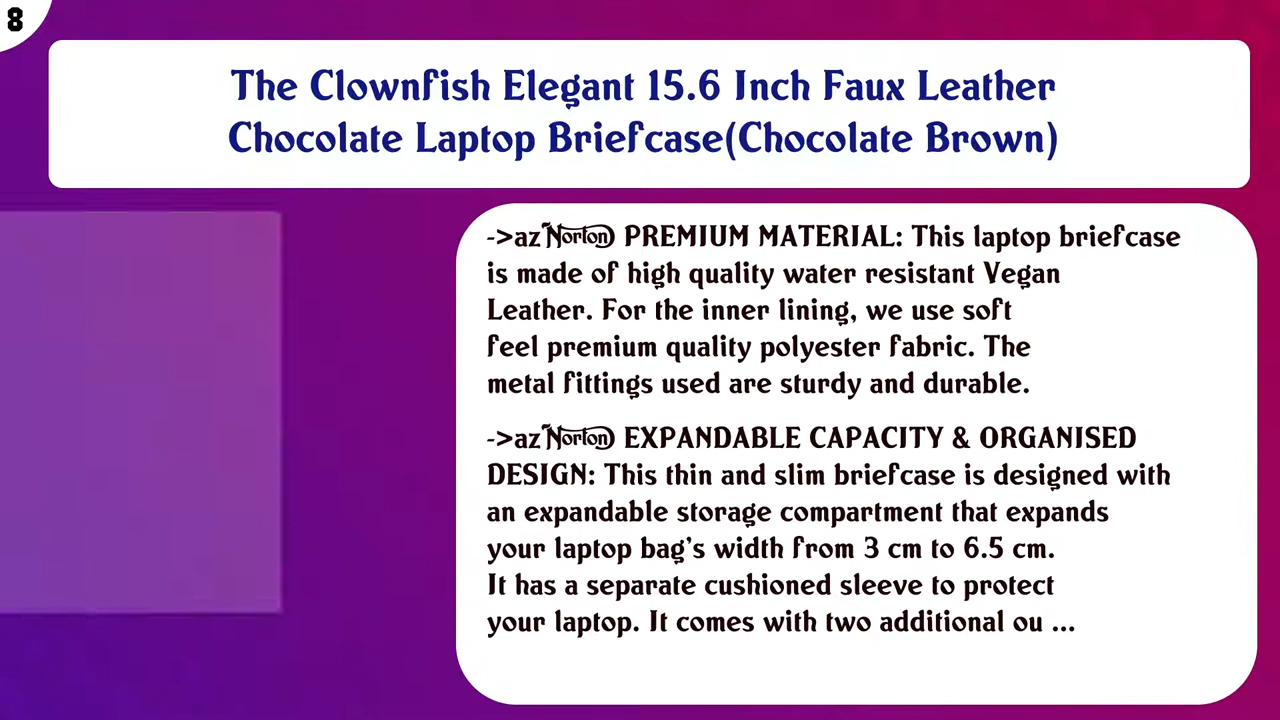 8
The Clownfish Elegant 15.6 Inch Faux Leather
Chocolate Laptop Briefcase(Chocolate Brown)
->az Norton PREMIUM MATERIAL: This laptop briefcase
is made of high quality water resistant Vegan
Leather. For the inner lining, we use soft
feel premium quality polyester fabric. The
metal fittings used are sturdy and durable.
->az Norton EXPANDABLE CAPACITY & ORGANISED
DESIGN: This thin and slim briefcase is designed with
an expandable storage compartment that expands
your laptop bag's width from 3 cm to 6.5 cm.
It has a separate cushioned sleeve to protect
your laptop. It comes with two additional ou ...